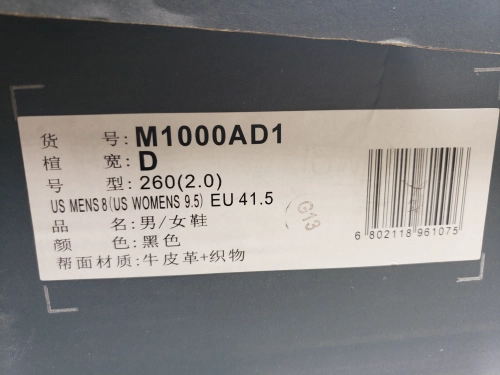 货 号: M1000AD1
楦 宽: D
号 型: 260(2.0)
US MENS 8 (US WOMENS 9.5) EU 41.5
品 名: 男/女鞋
颜 色: 黑色
帮面材质: 牛皮革+织物
G13
6 802118 961075